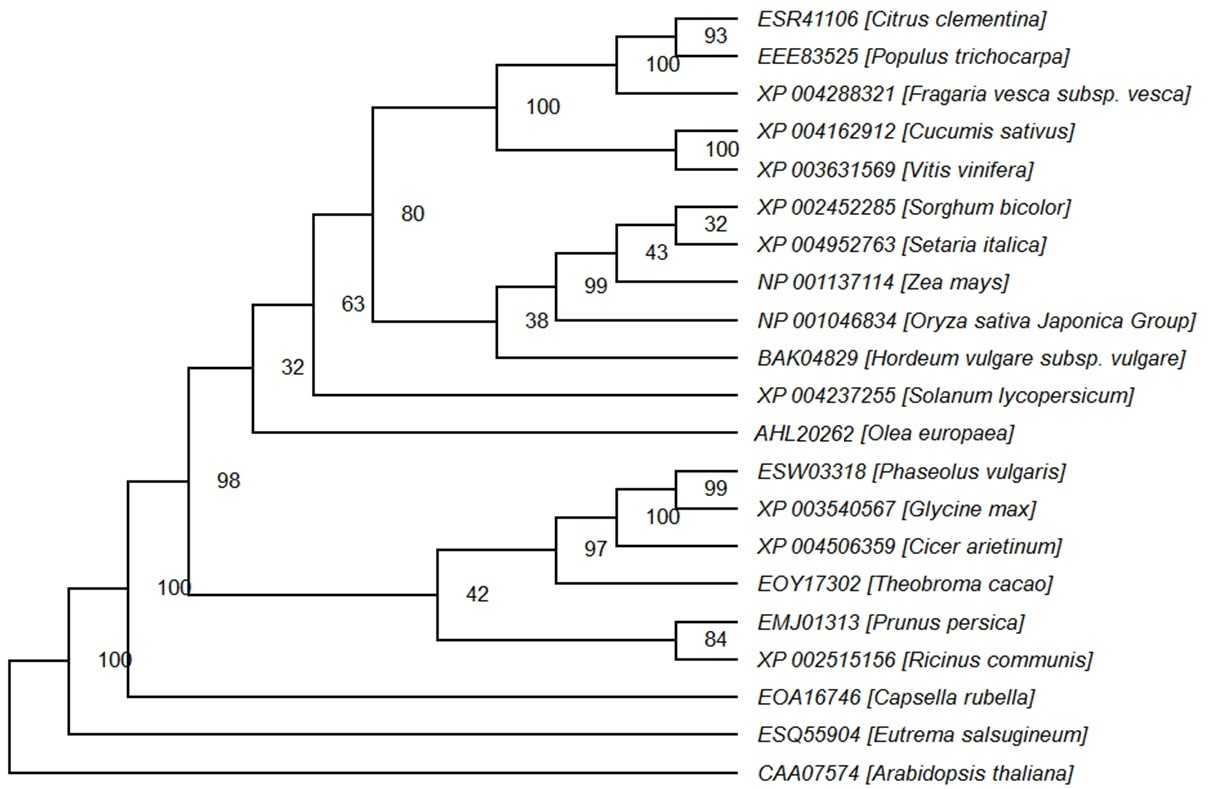 ESR41106 [Citrus clementina]
93
EEE83525 [Populus trichocarpa]
100
XP 004288321 [Fragaria vesca subsp. vesca]
100
XP 004162912 [Cucumis sativus]
100
XP 003631569 [Vitis vinifera]
XP 002452285 [Sorghum bicolor]
80
32
XP 004952763 [Setaria italica]
43
NP 001137114 [Zea mays]
99
63
38
NP 001046834 [Oryza sativa Japonica Group]
BAK04829 [Hordeum vulgare subsp. vulgare]
32
XP 004237255 [Solanum lycopersicum]
AHL20262 [Olea europaea]
ESW03318 [Phaseolus vulgaris]
98
99
XP 003540567 [Glycine max]
100
XP 004506359 [Cicer arietinum]
97
EOY17302 [Theobroma cacao]
100
42
EMJ01313 [Prunus persica]
84
XP 002515156 [Ricinus communis]
100
EOA16746 [Capsella rubella]
ESQ55904 [Eutrema salsugineum]
CAA07574 [Arabidopsis thaliana]